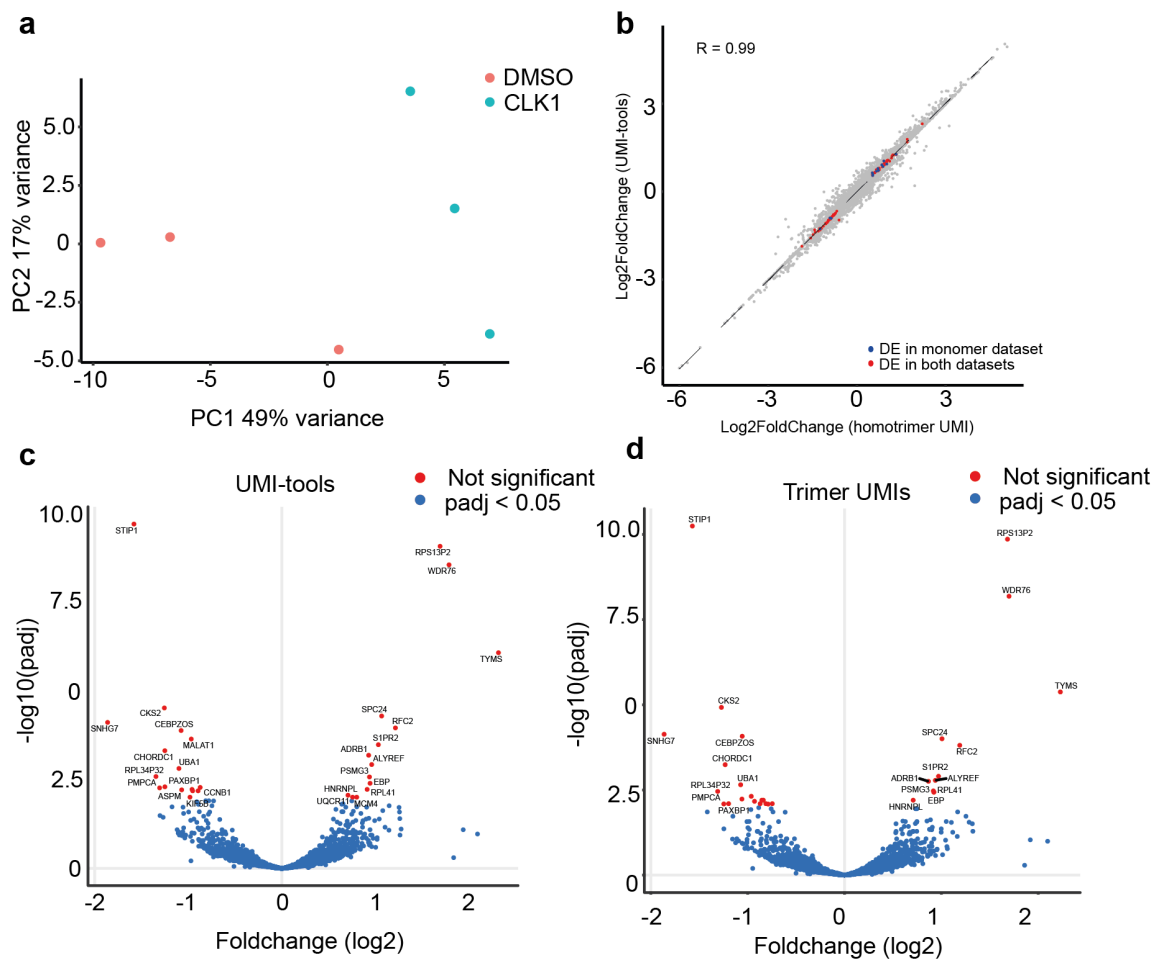 a
DMSO
CLK1
5.0
2.5
0
-2.5
-5.0
PC2 17% variance
-10
-5
0
5
PC1 49% variance
b
R = 0.99
3
0
-3
-6
Log2FoldChange (UMI-tools)
DE in monomer dataset
DE in both datasets
-6
-3
0
3
Log2FoldChange (homotrimer UMI)
c
UMI-tools
Not significant
padj < 0.05
10.0
7.5
0
2.5
0
-log10(padj)
STIP1
RPS13P2
WDR76
TYMS
CKS2
SNHG7
CEBPZOS
MALAT1
CHORDC1
UBA1
RPL34P32
PMPCA
PAXBP1
ASPM
KIF5B
CCNB1
SPC24
RFC2
S1PR2
ADRB1
ALYREF
PSMG3
EBP
HNRNPL
RPL41
UQCR11
MCM4
-2
-1
0
1
2
Foldchange (log2)
d
Trimer UMIs
Not significant
padj < 0.05
10.0
7.5
0
2.5
0
-log10(padj)
STIP1
RPS13P2
WDR76
TYMS
CKS2
SNHG7
CEBPZOS
CHORDC1
UBA1
RPL34P32
PMPCA
PAXBP1
SPC24
RFC2
S1PR2
ADRB1
ALYREF
PSMG3
RPL41
EBP
HNRNPL
-2
-1
0
1
2
Foldchange (log2)